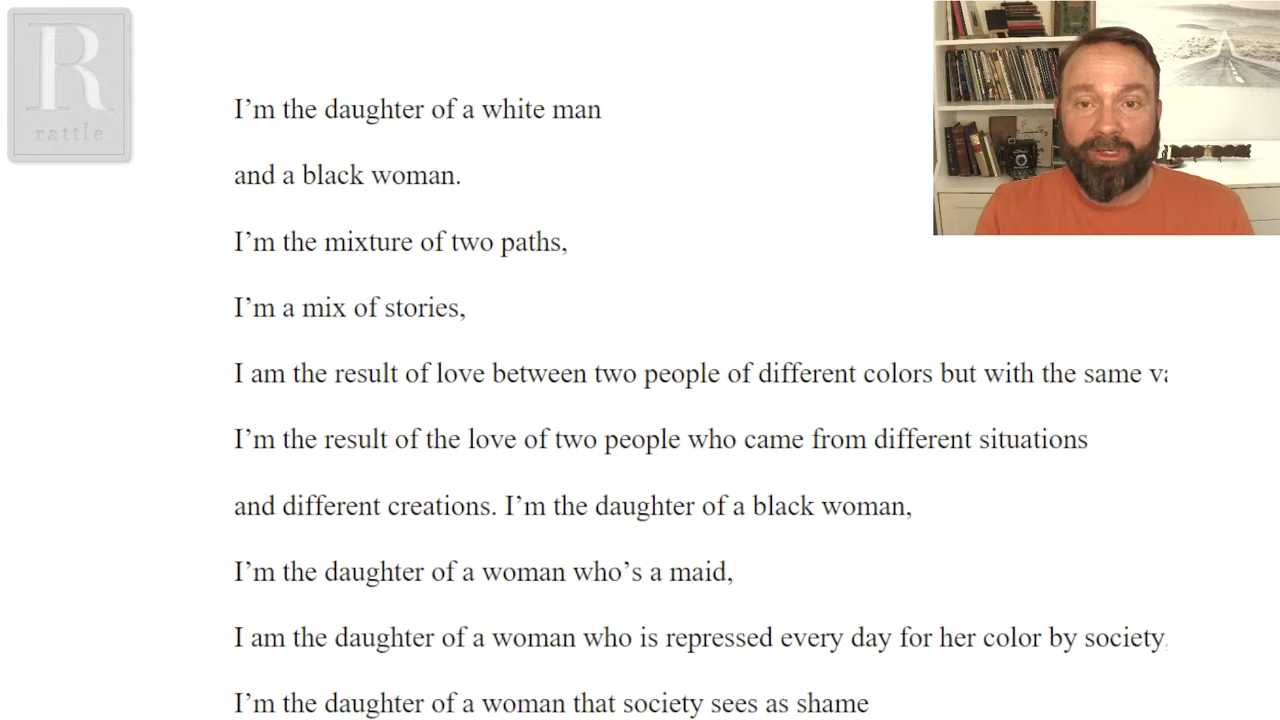 R
rattle
I'm the daughter of a white man
and a black woman.
I'm the mixture of two paths,
I'm a mix of stories,
I am the result of love between two people of different colors but with the same
I'm the result of the love of two people who came from different situations
and different creations. I'm the daughter of a black woman,
I'm the daughter of a woman who's a maid,
I am the daughter of a woman who is repressed every day for her color by society
I'm the daughter of a woman that society sees as shame